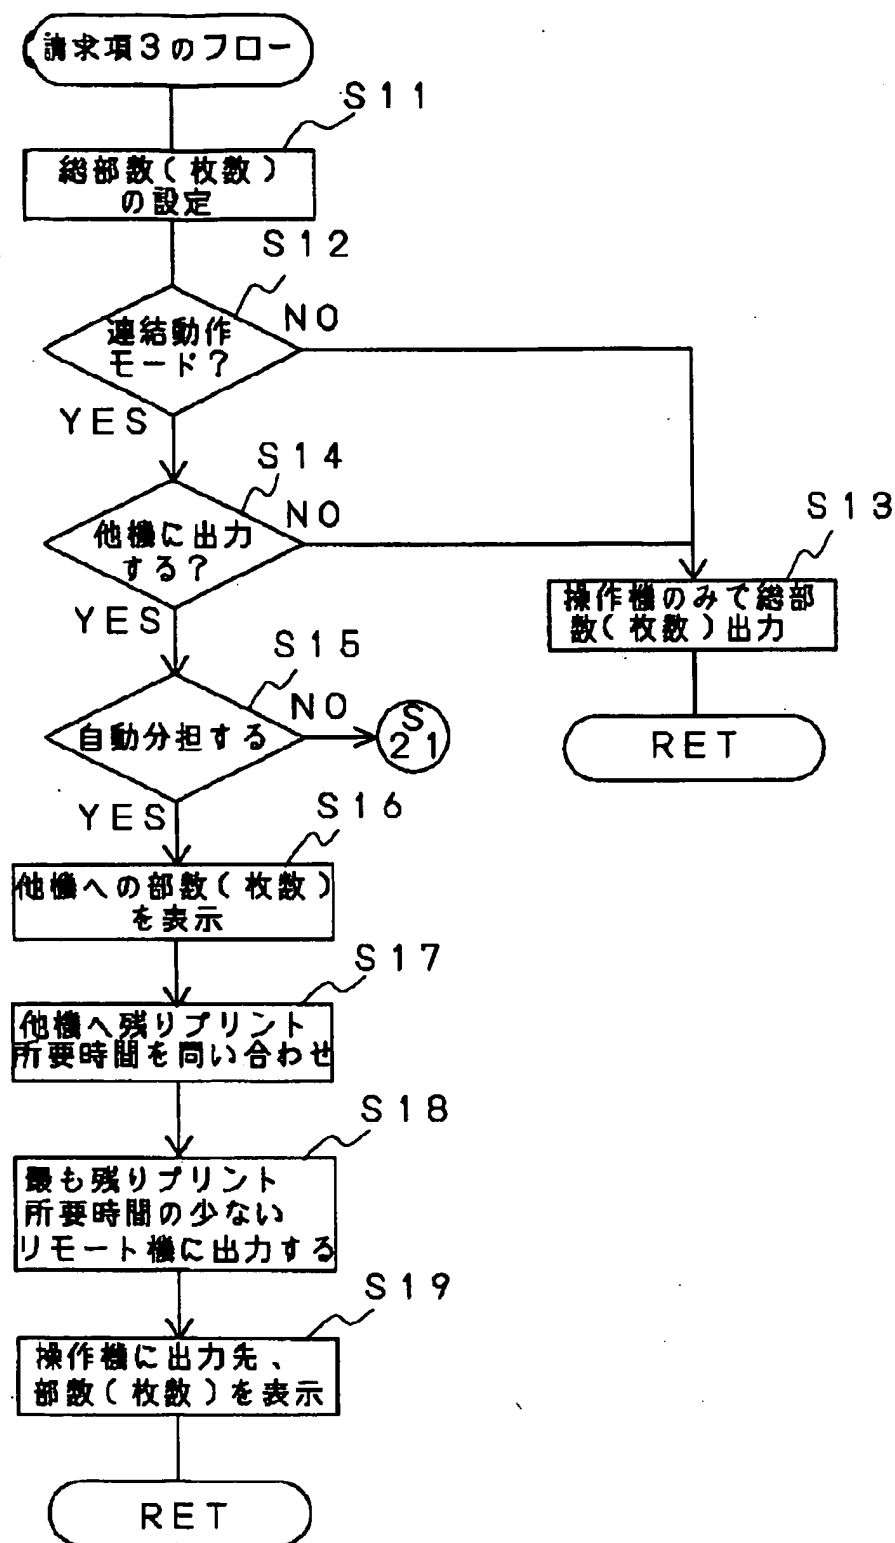 請求項3のフロー
S11
総部数(枚数)
の設定
S12
連結動作
モード?
NO
YES
S14
他機に出力
する?
NO
YES
S13
操作機のみで総部
数(枚数)出力
RET
S15
自動分担する
NO
S
21
YES
S16
他機への部数(枚数)
を表示
S17
他機へ残りプリント
所要時間を問い合わせ
S18
最も残りプリント
所要時間の少ない
リモート機に出力する
S19
操作機に出力先、
部数(枚数)を表示
RET